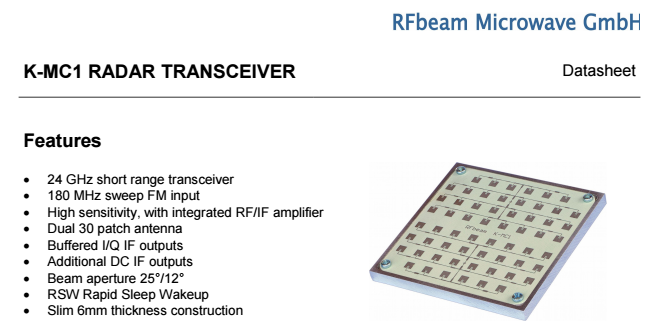 RFbeam Microwave GmbH
K-MC1 RADAR TRANSCEIVER Datasheet
Features
• 24 GHz short range transceiver
• 180 MHz sweep FM input
• High sensitivity, with integrated RF/IF amplifier
• Dual 30 patch antenna
• Buffered I/Q IF outputs
• Additional DC IF outputs
• Beam aperture 25°/12°
• RSW Rapid Sleep Wakeup
• Slim 6mm thickness construction
RFbeam K-MC1